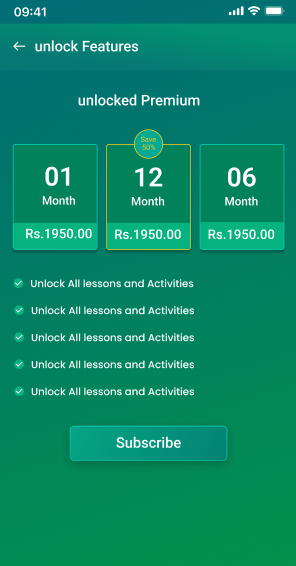 09:41
unlock Features
unlocked Premium
Save
50%
01
Month
Rs.1950.00
12
Month
Rs.1950.00
06
Month
Rs.1950.00
Unlock All lessons and Activities
Unlock All lessons and Activities
Unlock All lessons and Activities
Unlock All lessons and Activities
Unlock All lessons and Activities
Subscribe